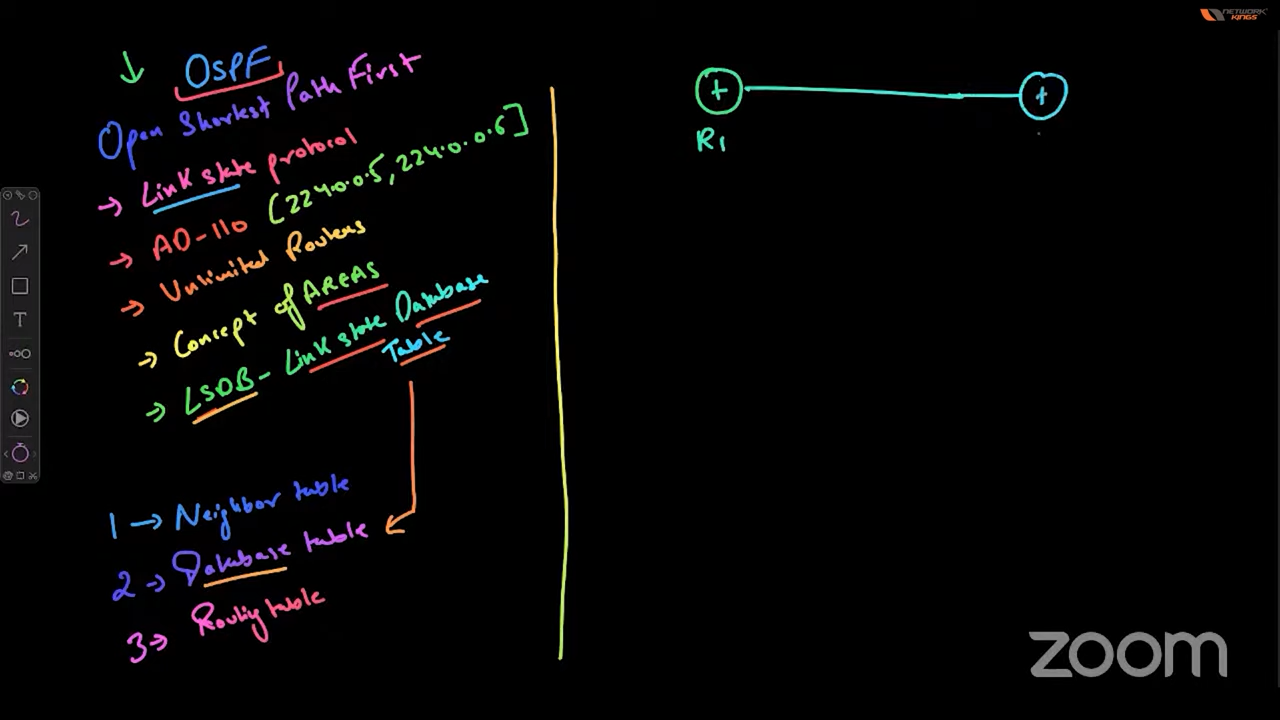 OSPF
Open Shortest Path First
→ Link state protocol
→ AD-110 (224.0.0.5, 224.0.0.6]
→ Unlimited Routers
→ Concept of AREAS
→ LSDB - Link state Database
Table
1 → Neighbor table
2 → Database table
3 → Routing table
R1
NETWORK
KINGS
T
zoom